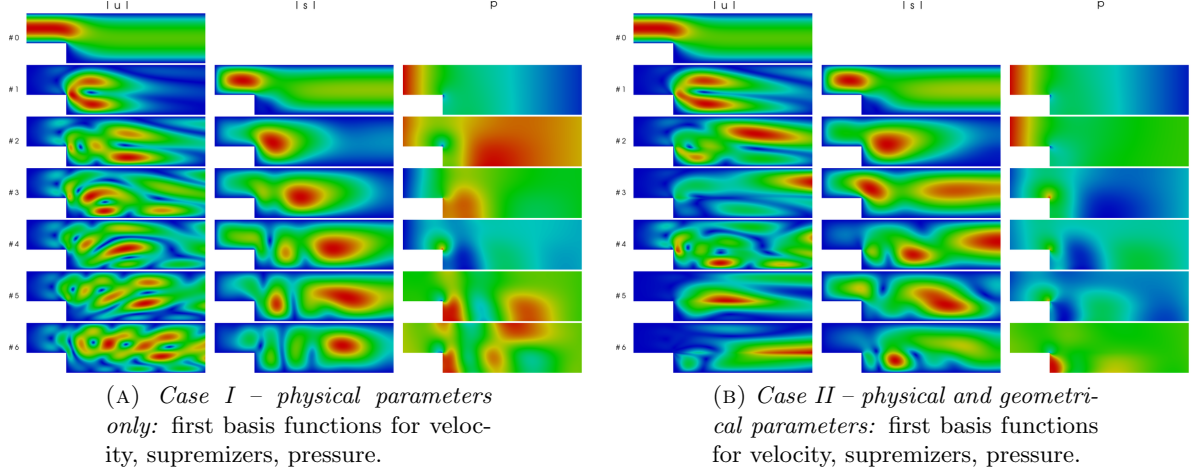 |u| |s| p |u| |s| p
#0 #0
#1 #1
#2 #2
#3 #3
#4 #4
#5 #5
#6 #6
(A) Case I – physical parameters
only: first basis functions for veloc-
ity, supremizers, pressure.
(B) Case II – physical and geometri-
cal parameters: first basis functions
for velocity, supremizers, pressure.